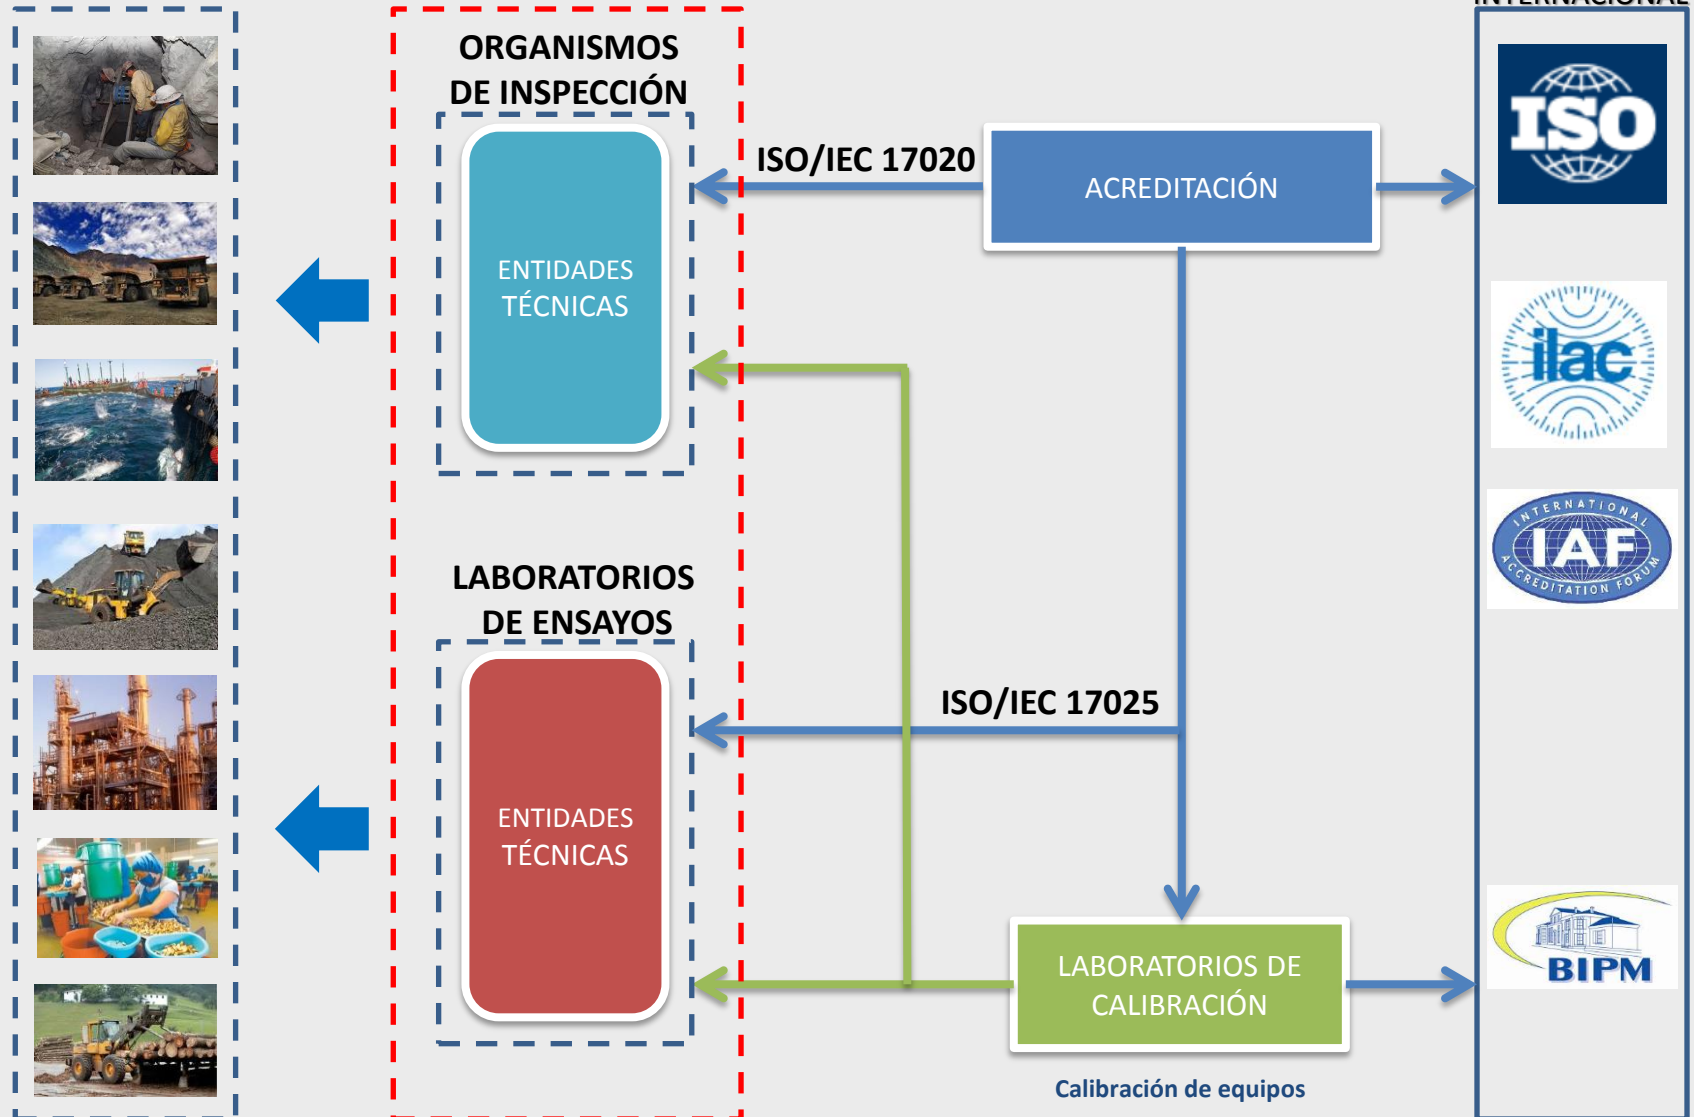 INTERNACIONAL
ORGANISMOS
DE INSPECCIÓN
ENTIDADES
TÉCNICAS
ISO/IEC 17020
ACREDITACIÓN
ISO
ilac
INTERNATIONAL
IAF
ACCREDITATION FORUM
LABORATORIOS
DE ENSAYOS
ENTIDADES
TÉCNICAS
ISO/IEC 17025
LABORATORIOS DE
CALIBRACIÓN
BIPM
Calibración de equipos